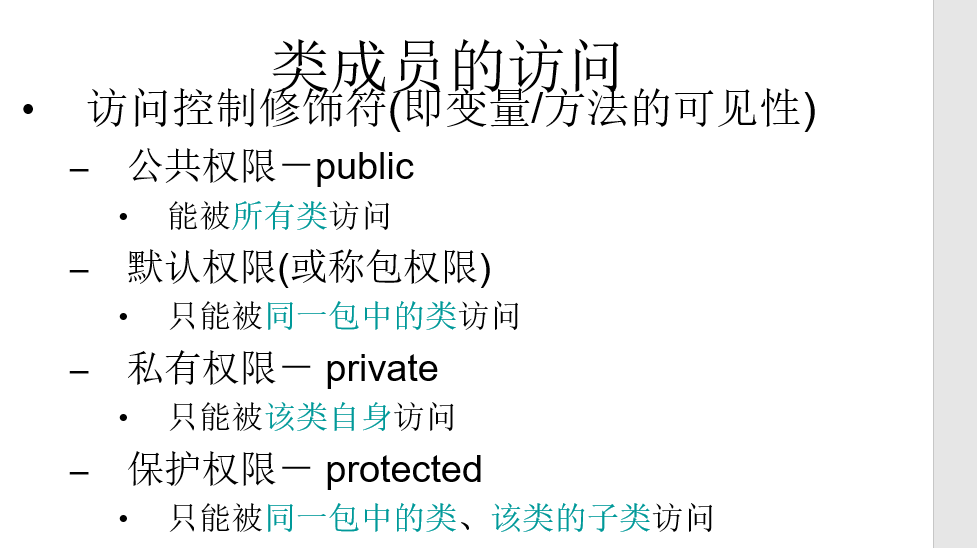 类成员的访问
• 访问控制修饰符(即变量/方法的可见性)
– 公共权限－public
• 能被所有类访问
– 默认权限(或称包权限)
• 只能被同一包中的类访问
– 私有权限－ private
• 只能被该类自身访问
– 保护权限－ protected
• 只能被同一包中的类、该类的子类访问